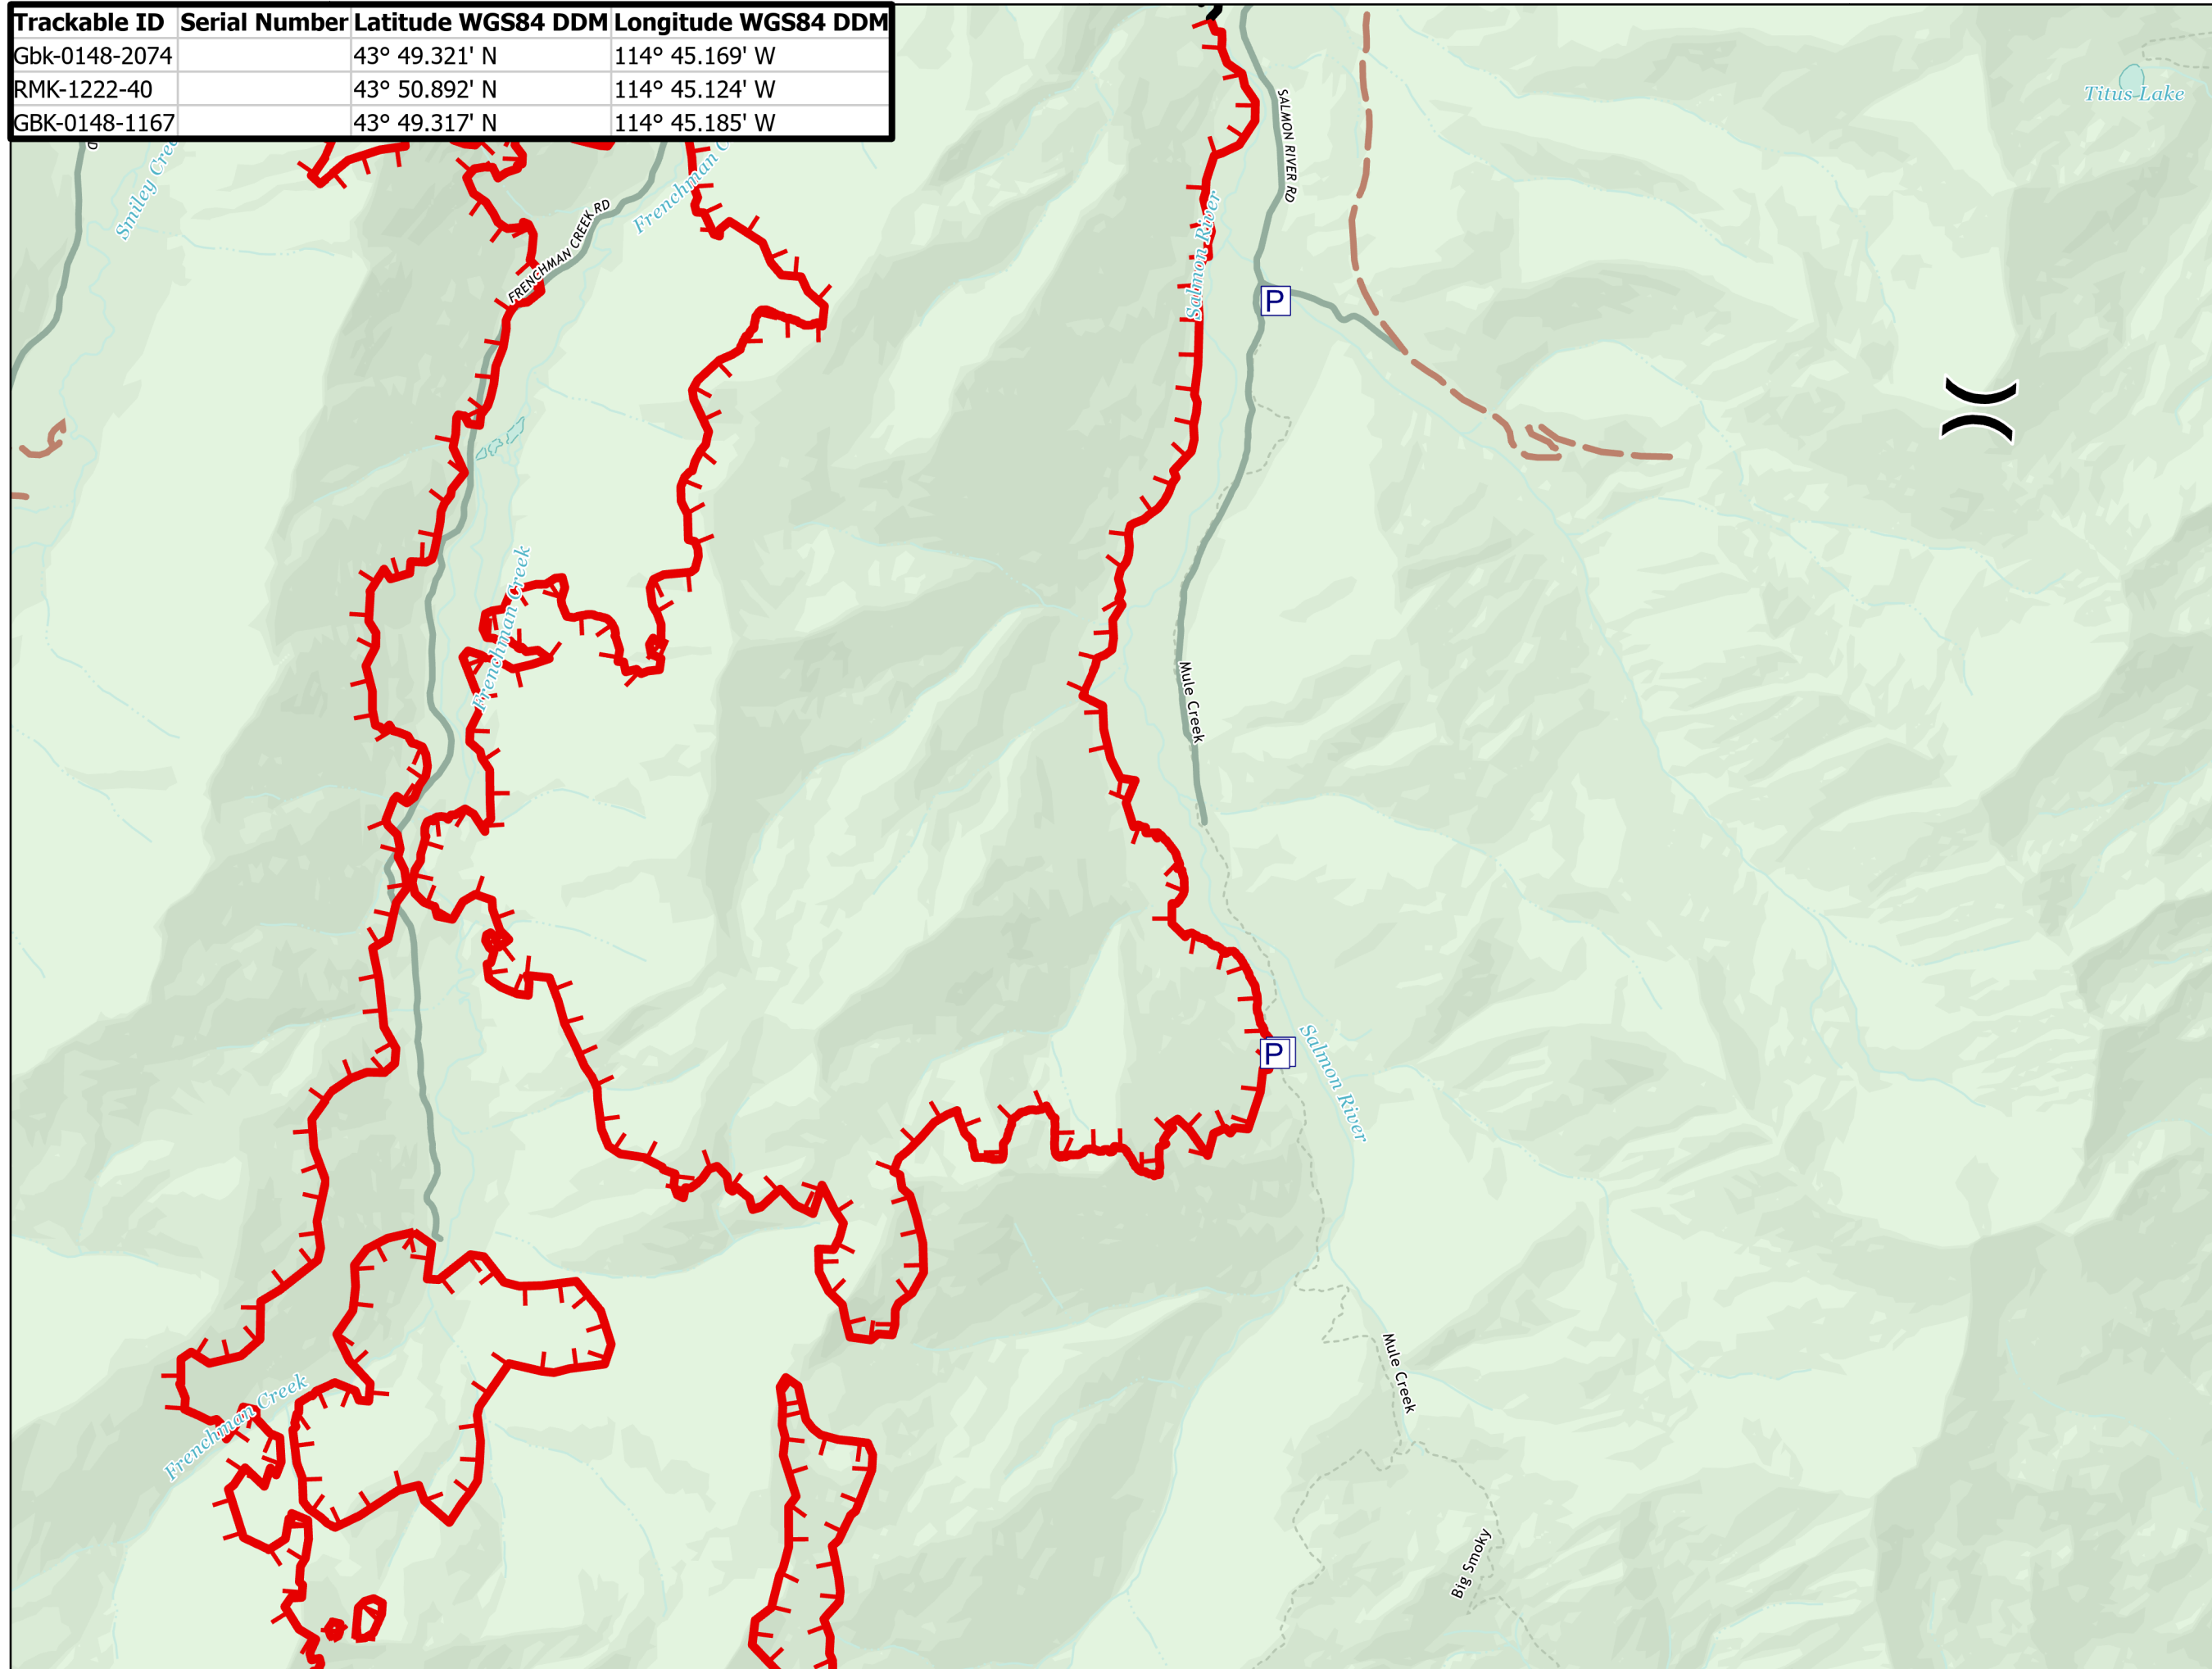 Trackable ID Serial Number Latitude WGS84 DDM Longitude WGS84 DDM
Gbk-0148-2074 43° 49.321' N 114° 45.169' W
RMK-1222-40 43° 50.892' N 114° 45.124' W
GBK-0148-1167 43° 49.317' N 114° 45.185' W
Titus Lake
SALMON RIVER RD
Smiley Cree
Frenchman C
FRENCHMAN CREEK RD
Salmon River
P
Frenchman Creek
Mule Creek
P
Salmon River
Mule Creek
Frenchman Creek
Big Smoky